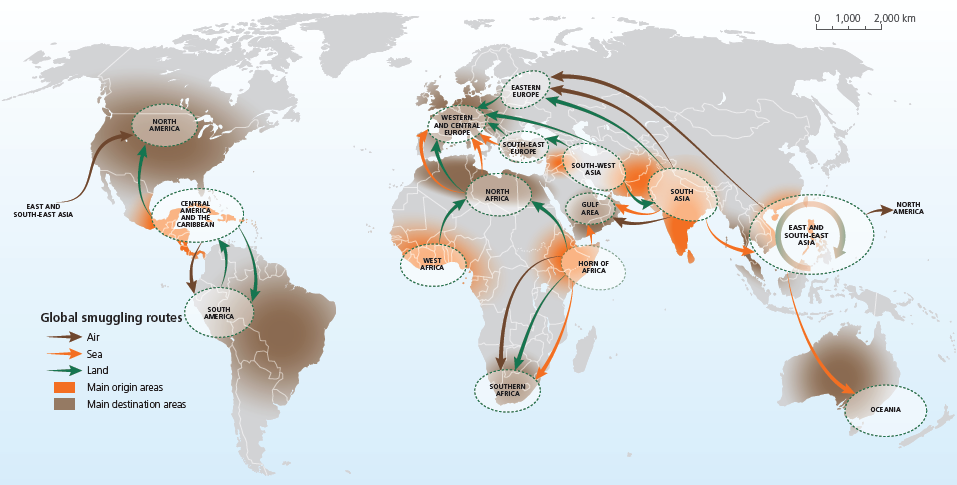 0 1,000 2,000 km
EASTERN
EUROPE
NORTH
AMERICA
WESTERN
AND CENTRAL
EUROPE
SOUTH-EAST
EUROPE
SOUTH-WEST
ASIA
EAST AND
SOUTH-EAST ASIA
CENTRAL
AMERICA
AND THE
CARIBBEAN
NORTH
AFRICA
GULF
AREA
SOUTH
ASIA
NORTH
AMERICA
EAST AND
SOUTH-EAST
ASIA
WEST
AFRICA
HORN OF
AFRICA
SOUTH
AMERICA
Global smuggling routes
Air
Sea
Land
Main origin areas
Main destination areas
SOUTHERN
AFRICA
OCEANIA